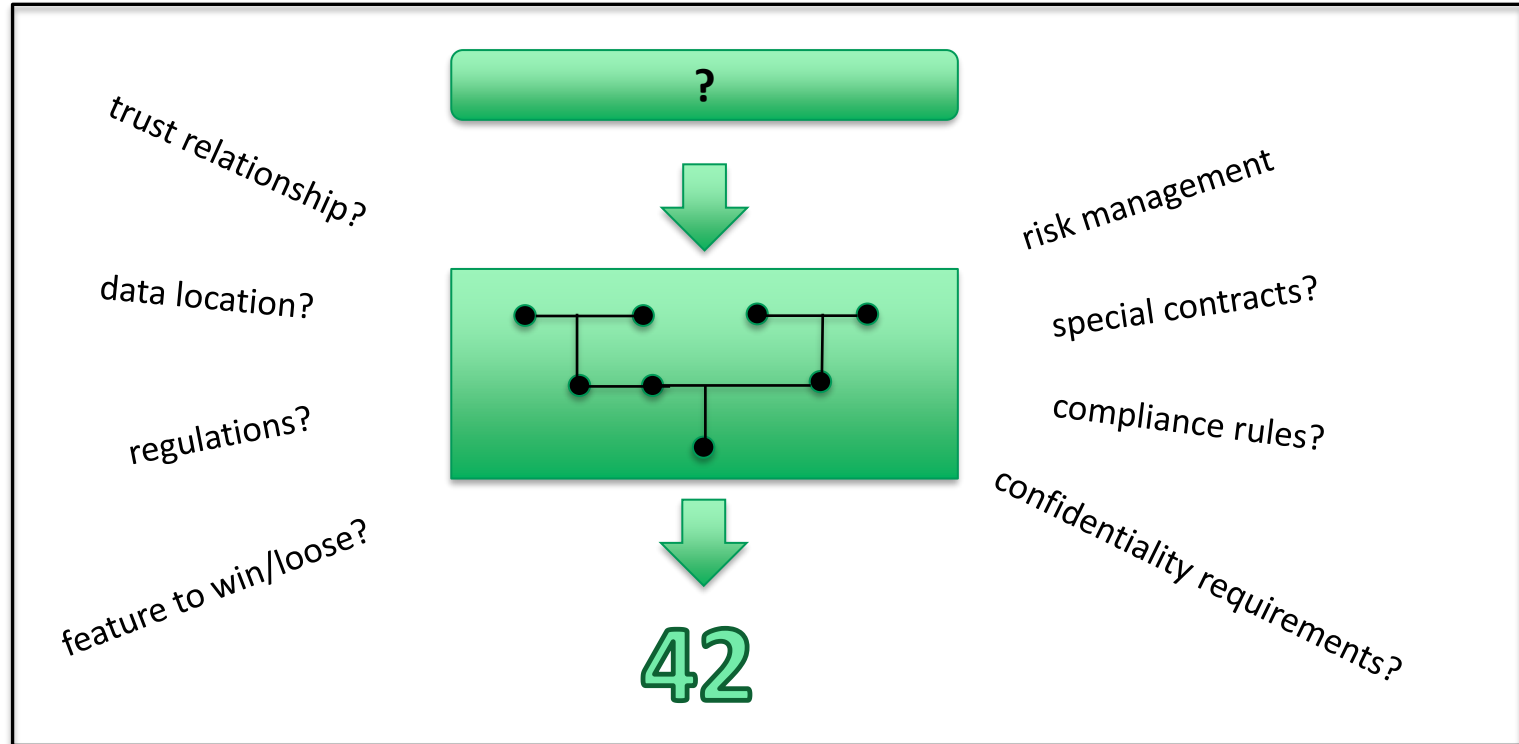 ?
trust relationship?
data location?
regulations?
feature to win/loose?
risk management
special contracts?
compliance rules?
confidentiality requirements?
42